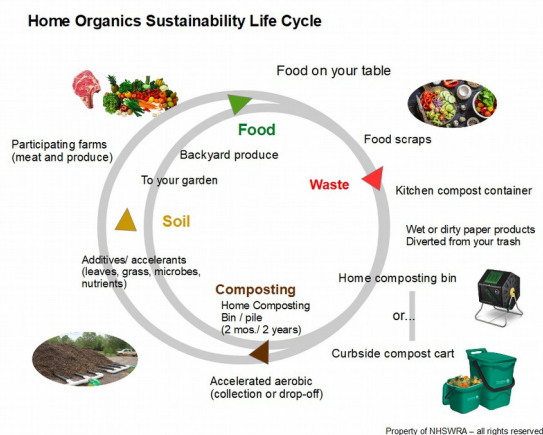 Home Organics Sustainability Life Cycle
Food on your table
Food
Participating farms
(meat and produce)
Backyard produce
Food scraps
To your garden
Waste
Kitchen compost container
Soil
Wet or dirty paper products
Diverted from your trash
Additives/ accelerants
(leaves, grass, microbes,
nutrients)
Composting
Home Composting
Bin / pile
(2 mos./ 2 years)
Home composting bin
or...
Curbside compost cart
Accelerated aerobic
(collection or drop-off)
Property of NHSWRA – all rights reserved